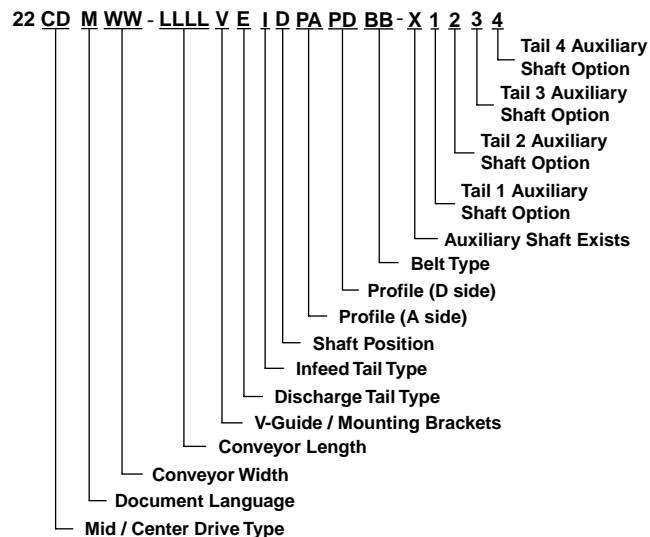 22 CD M WW - LLLL V E I D PA PD BB - X 1 2 3 4
Tail 4 Auxiliary
Shaft Option
Tail 3 Auxiliary
Shaft Option
Tail 2 Auxiliary
Shaft Option
Tail 1 Auxiliary
Shaft Option
Auxiliary Shaft Exists
Belt Type
Profile (D side)
Profile (A side)
Shaft Position
Infeed Tail Type
Discharge Tail Type
V-Guide / Mounting Brackets
Conveyor Length
Conveyor Width
Document Language
Mid / Center Drive Type